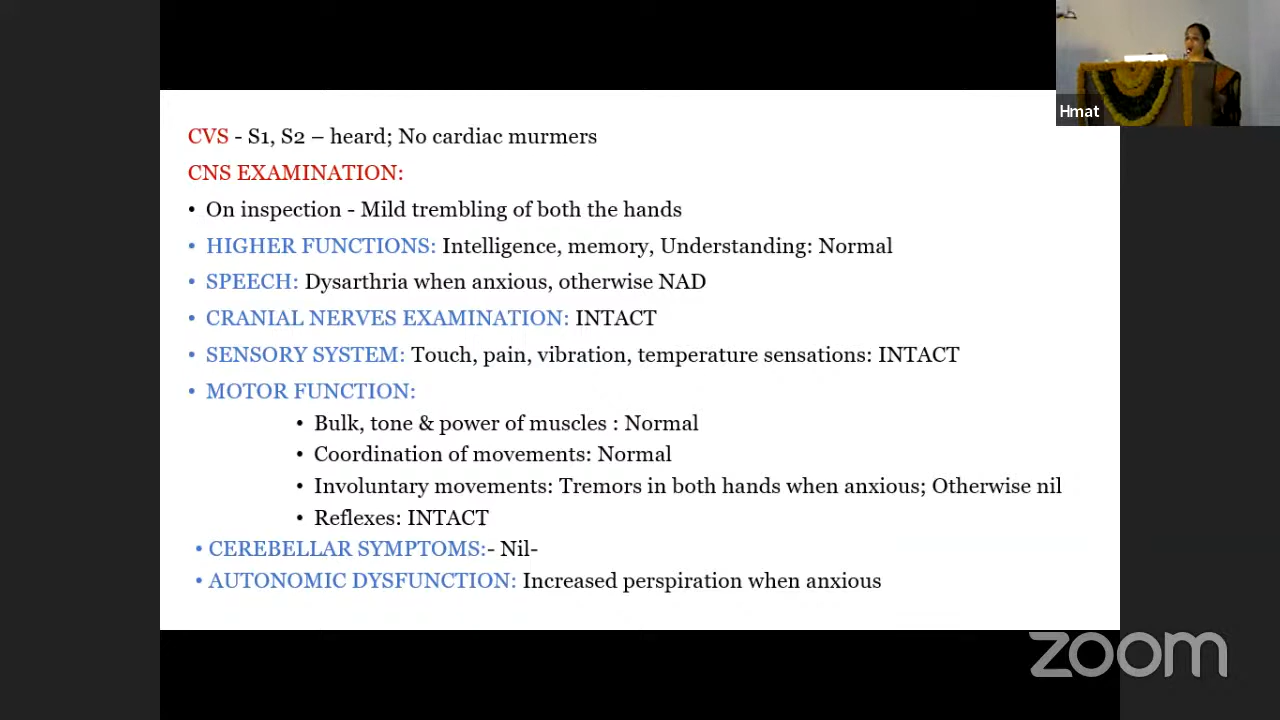 Hmat
CVS - S1, S2 – heard; No cardiac murmers
CNS EXAMINATION:
• On inspection - Mild trembling of both the hands
• HIGHER FUNCTIONS: Intelligence, memory, Understanding: Normal
• SPEECH: Dysarthria when anxious, otherwise NAD
• CRANIAL NERVES EXAMINATION: INTACT
• SENSORY SYSTEM: Touch, pain, vibration, temperature sensations: INTACT
• MOTOR FUNCTION:
• Bulk, tone & power of muscles : Normal
• Coordination of movements: Normal
• Involuntary movements: Tremors in both hands when anxious; Otherwise nil
• Reflexes: INTACT
• CEREBELLAR SYMPTOMS:- Nil-
• AUTONOMIC DYSFUNCTION: Increased perspiration when anxious
zoom